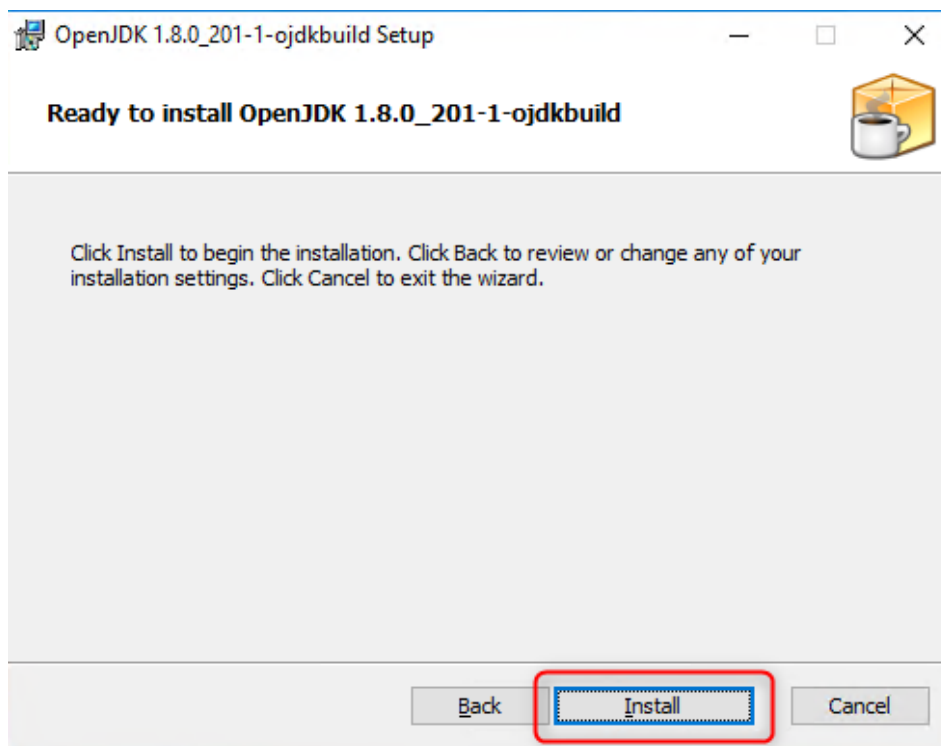 OpenJDK 1.8.0_201-1-ojdkbuild Setup
Ready to install OpenJDK 1.8.0_201-1-ojdkbuild
Click Install to begin the installation. Click Back to review or change any of your
installation settings. Click Cancel to exit the wizard.
Back Install Cancel